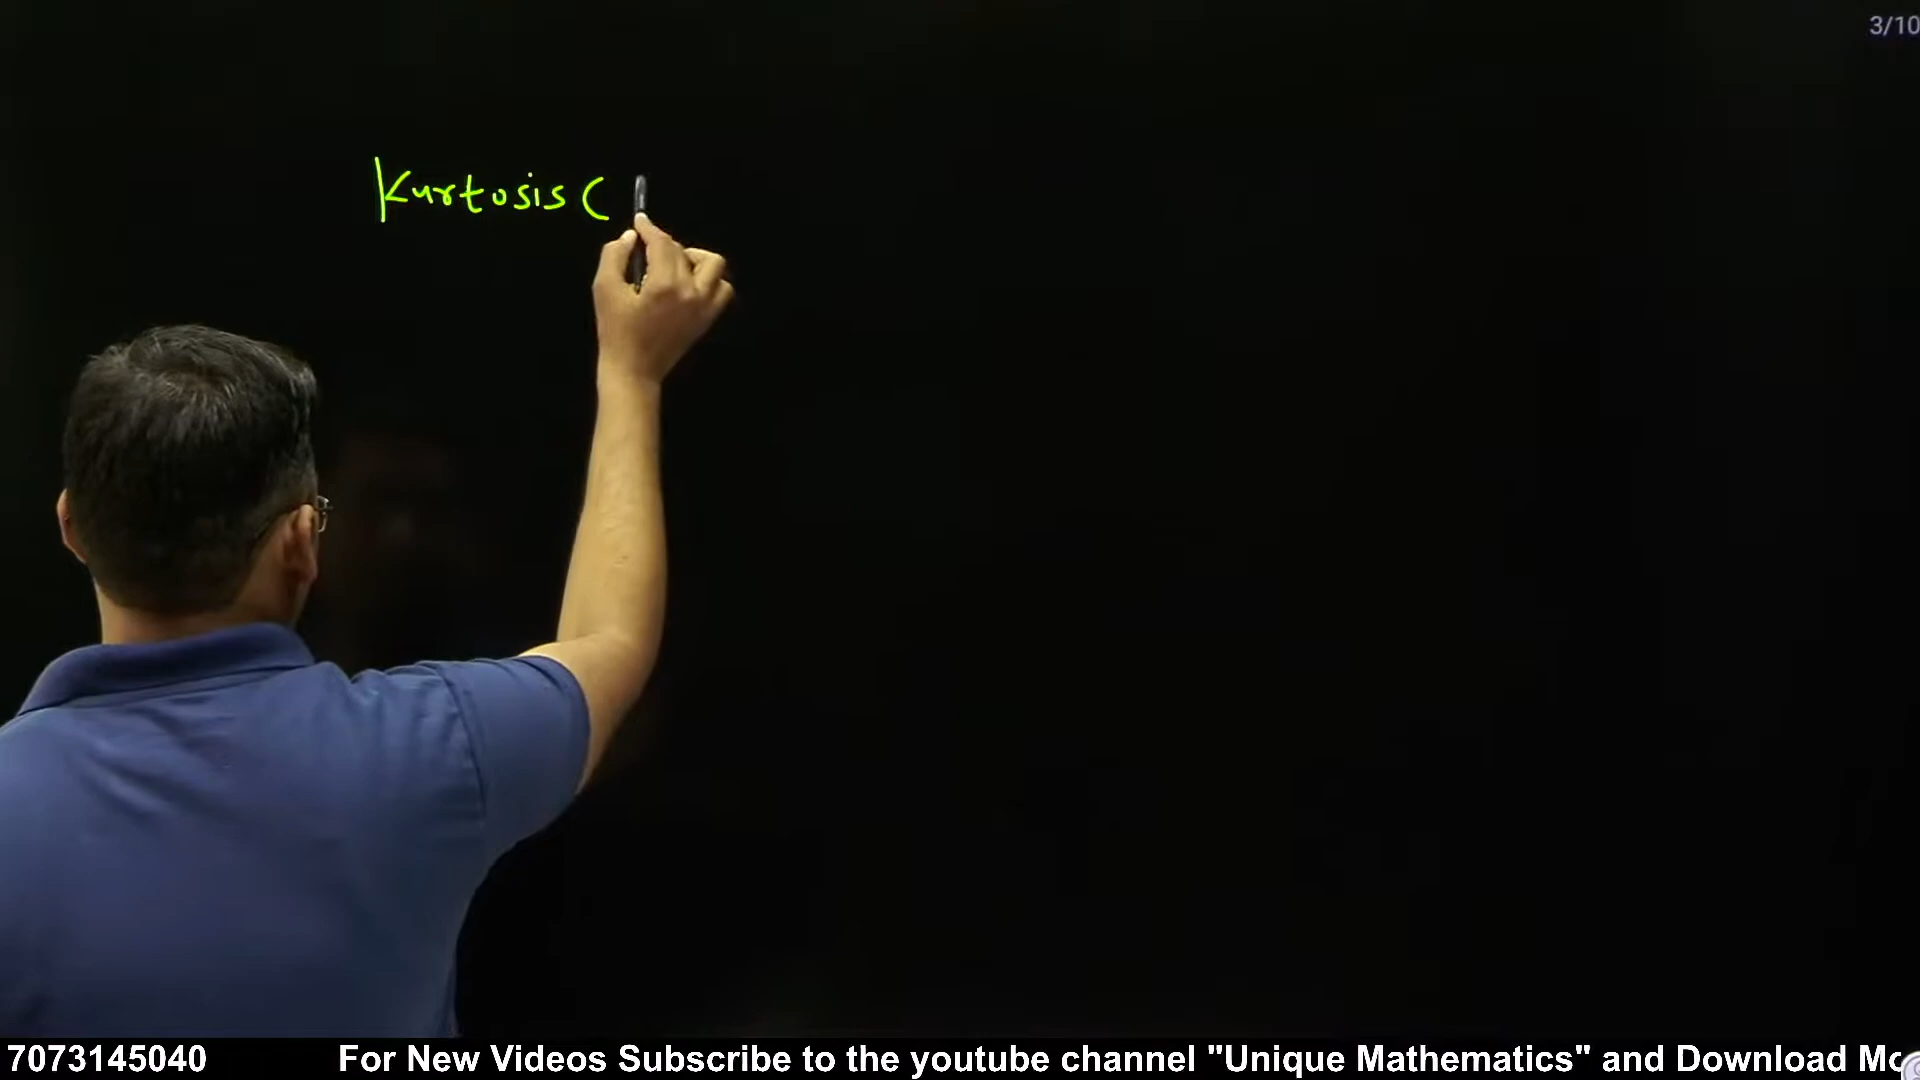 3/10
Kurtosis (
7073145040 For New Videos Subscribe to the youtube channel "Unique Mathematics" and Download